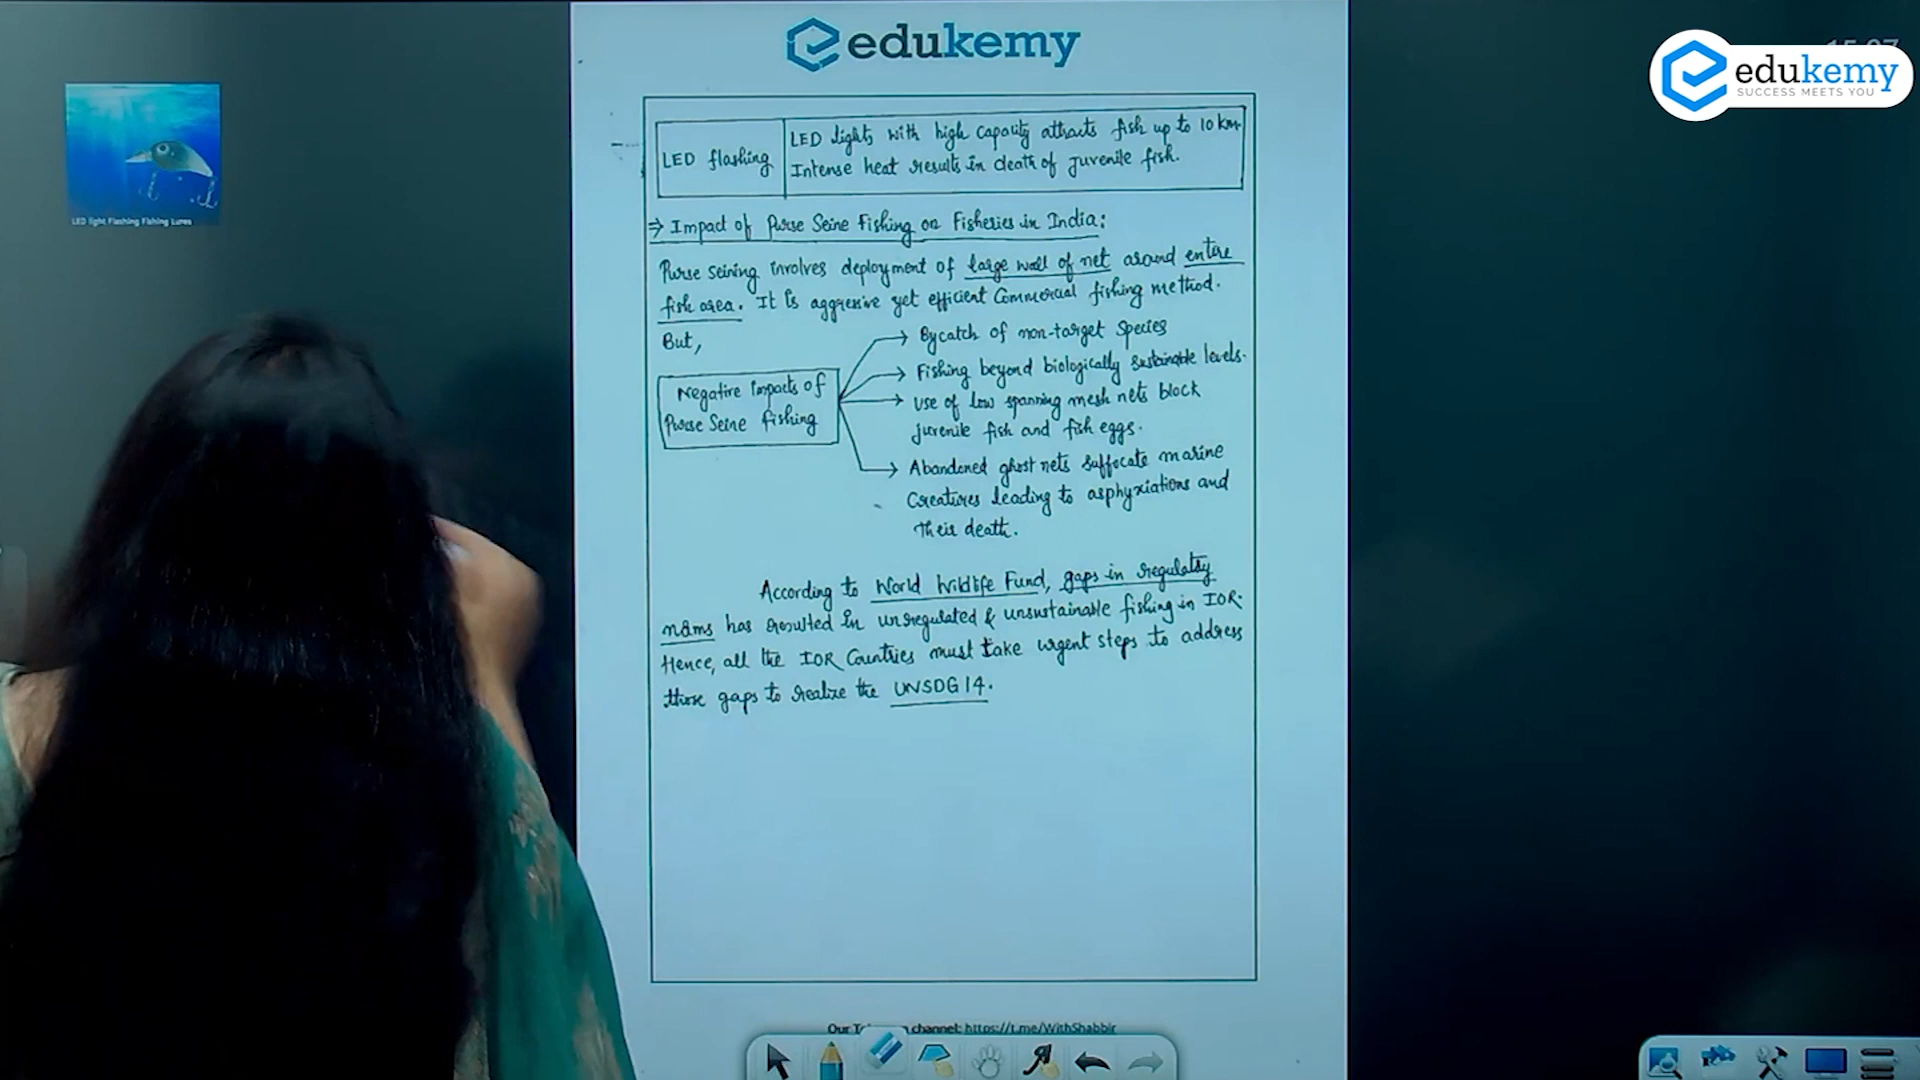 edukemy
edukemy
SUCCESS MEETS YOU
LED light Flashing Fishing Lures
LED flashing
LED lights with high capacity attracts fish up to 10 km.
Intense heat results in death of juvenile fish.
⇒ Impact of Purse Seine Fishing on Fisheries in India:
Purse seining involves deployment of large wall of net around entire
fish area. It is aggressive yet efficient Commercial fishing method.
But,
Negative impacts of
Purse Seine fishing
Bycatch of non-target Species
Fishing beyond biologically sustainable levels.
Use of low spanning mesh nets block
juvenile fish and fish eggs.
Abandoned ghost nets suffocate marine
Creatures leading to asphyxiations and
their death.
According to World Wildlife Fund, gaps in regulatory
norms has resulted in unregulated & unsustainable fishing in IOR.
Hence, all the IOR Countries must take urgent steps to address
these gaps to realize the UNSDG 14.
Our channel: https://t.me/WithShabbir